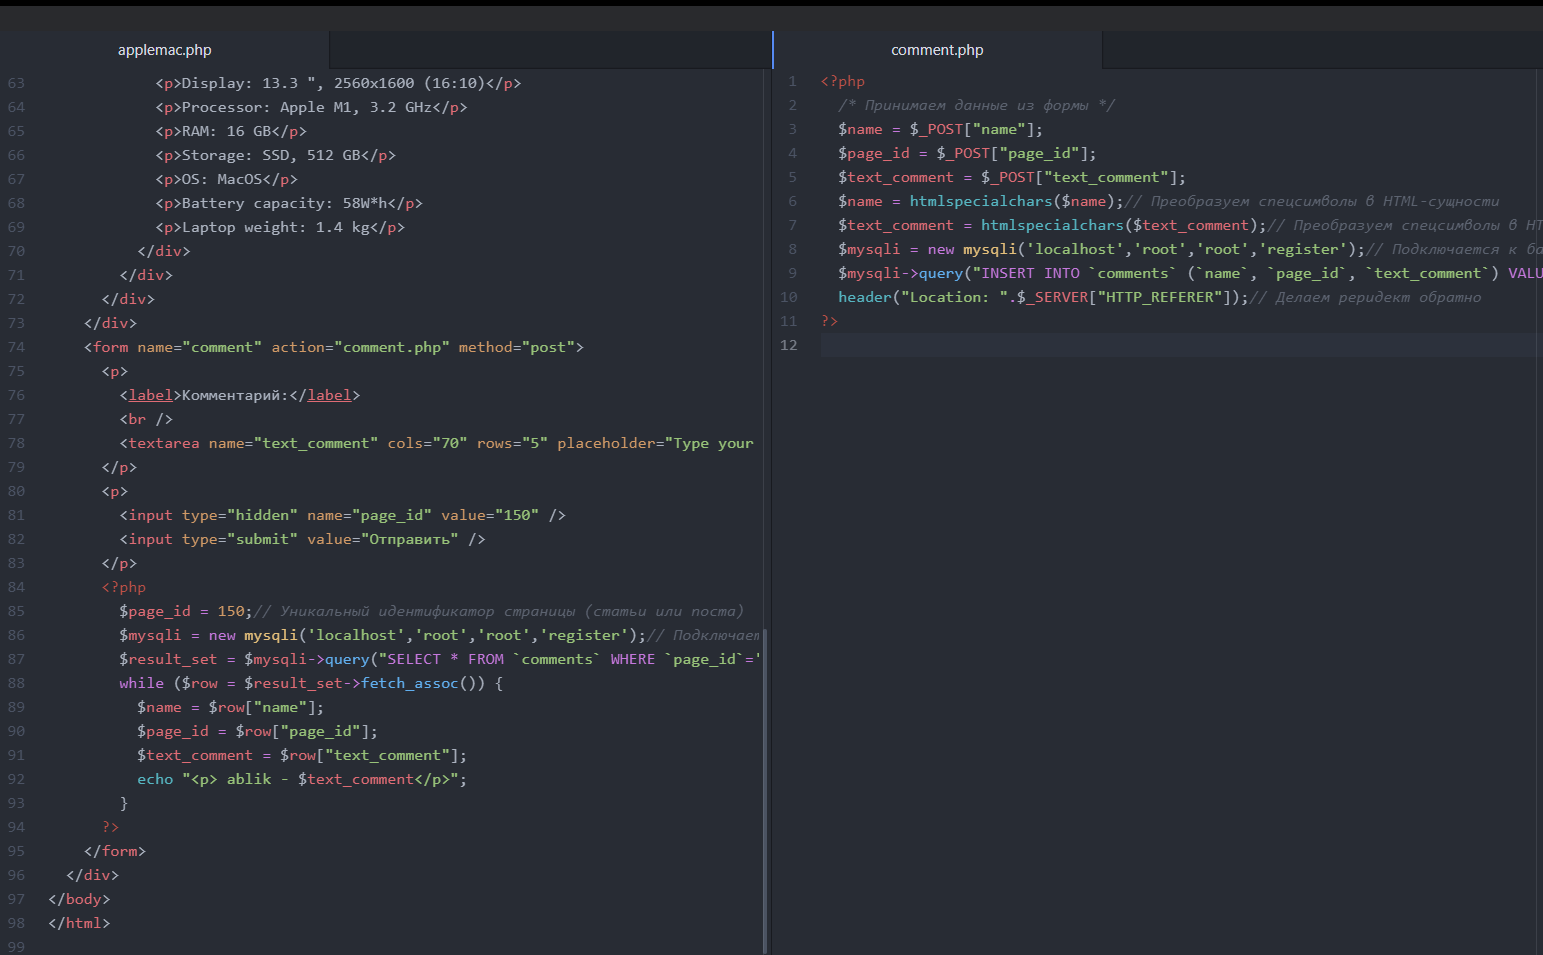 applemac.php
63 <p>Display: 13.3 ", 2560x1600 (16:10)</p>
64 <p>Processor: Apple M1, 3.2 GHz</p>
65 <p>RAM: 16 GB</p>
66 <p>Storage: SSD, 512 GB</p>
67 <p>OS: MacOS</p>
68 <p>Battery capacity: 58W*h</p>
69 <p>Laptop weight: 1.4 kg</p>
70 </div>
71 </div>
72 </div>
73 </div>
74 <form name="comment" action="comment.php" method="post">
75 <p>
76 <label>Комментарий:</label>
77 <br />
78 <textarea name="text_comment" cols="70" rows="5" placeholder="Type your
79 </p>
80 <p>
81 <input type="hidden" name="page_id" value="150" />
82 <input type="submit" value="Отправить" />
83 </p>
84 <?php
85 $page_id = 150;// Уникальный идентификатор страницы (статьи или поста)
86 $mysqli = new mysqli('localhost','root','root','register');// Подключает
87 $result_set = $mysqli->query("SELECT * FROM `comments` WHERE `page_id`='
88 while ($row = $result_set->fetch_assoc()) {
89 $name = $row["name"];
90 $page_id = $row["page_id"];
91 $text_comment = $row["text_comment"];
92 echo "<p> ablik - $text_comment</p>";
93 }
94 ?>
95 </form>
96 </div>
97 </body>
98 </html>
99
comment.php
1 <?php
2 /* Принимаем данные из формы */
3 $name = $_POST["name"];
4 $page_id = $_POST["page_id"];
5 $text_comment = $_POST["text_comment"];
6 $name = htmlspecialchars($name);// Преобразуем спецсимволы в HTML-сущности
7 $text_comment = htmlspecialchars($text_comment);// Преобразуем спецсимволы в HT
8 $mysqli = new mysqli('localhost','root','root','register');// Подключается к ба
9 $mysqli->query("INSERT INTO `comments` (`name`, `page_id`, `text_comment`) VALU
10 header("Location: ".$_SERVER["HTTP_REFERER"]);// Делаем реридект обратно
11 ?>
12